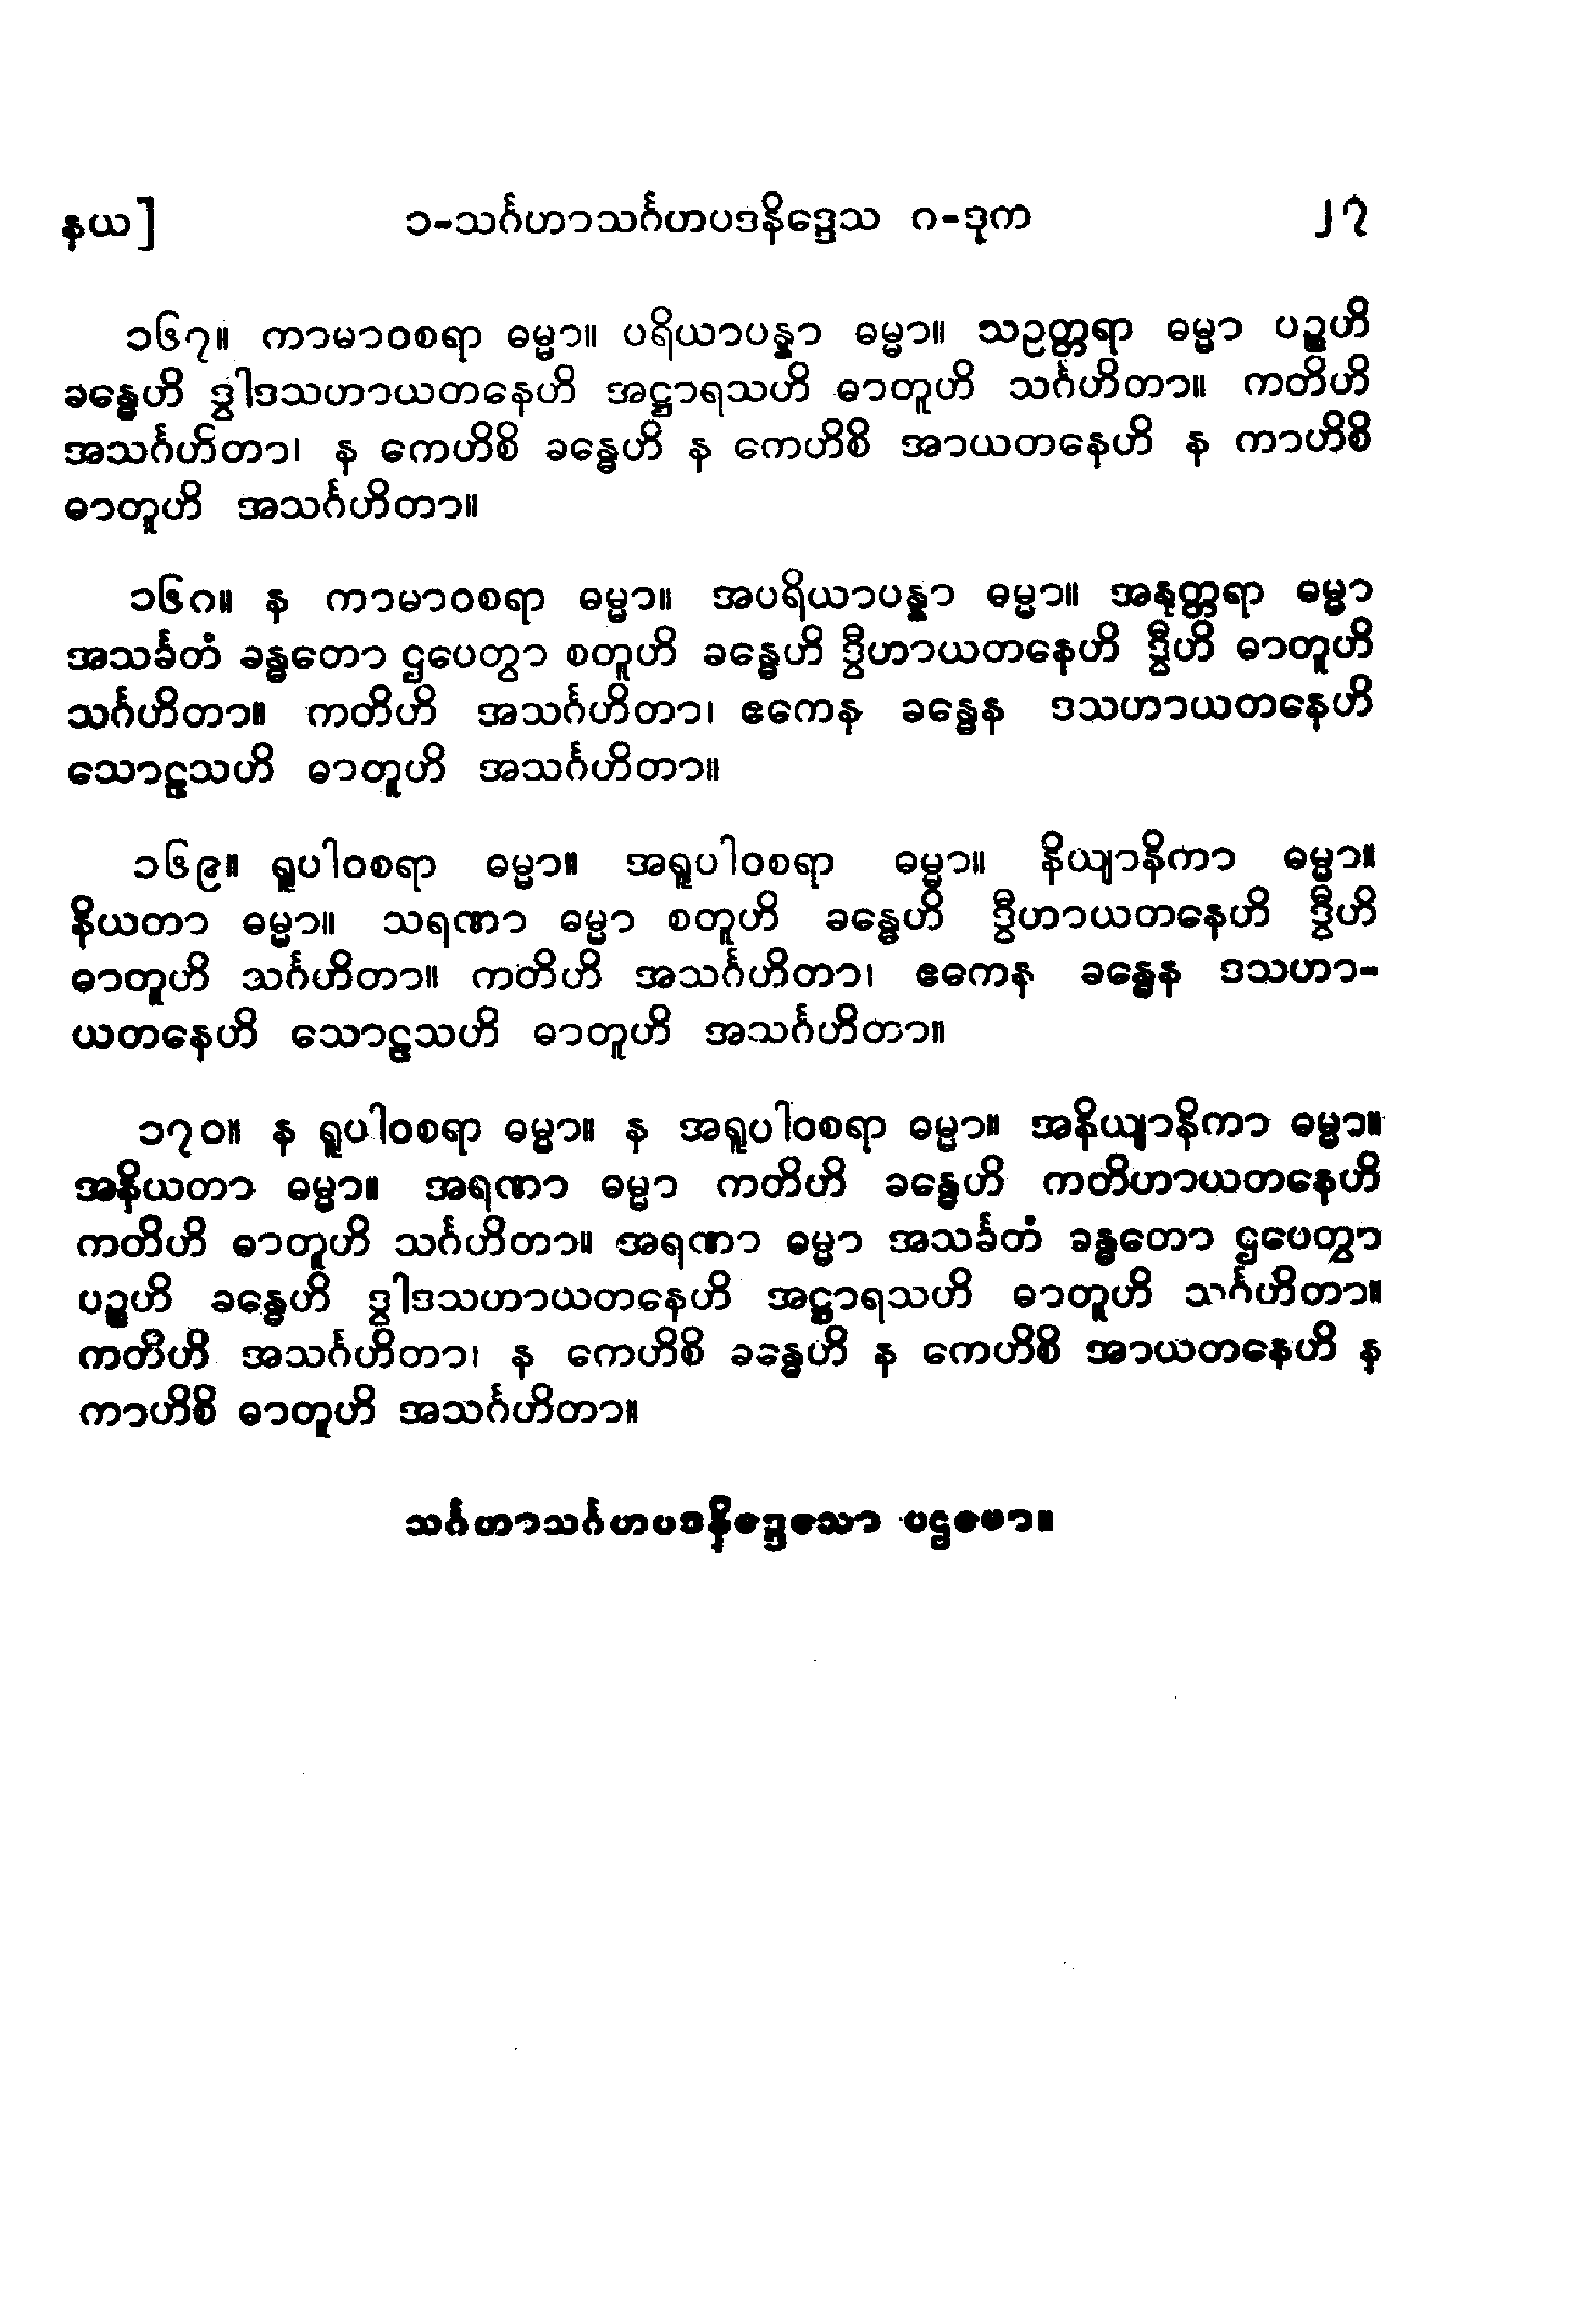 နယ] ၁-သင်္ဂဟာသင်္ဂဟပဒနိဒ္ဒေသ ဂ-ဒုက ၂၇
၁၆၇။ ကာမာဝစရာ ဓမ္မာ။ ပရိယာပန္နာ ဓမ္မာ။ သဥတ္တရာ ဓမ္မာ ပဉ္စဟိ
ခန္ဓေဟိ ဒွါဒသဟာယတနေဟိ အဋ္ဌာရသဟိ ဓာတူဟိ သင်္ဂဟိတာ။ ကတိဟိ
အသင်္ဂဟိတာ၊ န ကေဟိစိ ခန္ဓေဟိ န ကေဟိစိ အာယတနေဟိ န ကာဟိစိ
ဓာတူဟိ အသင်္ဂဟိတာ။
၁၆၈။ န ကာမာဝစရာ ဓမ္မာ။ အပရိယာပန္နာ ဓမ္မာ။ အနုတ္တရာ ဓမ္မာ
အသင်္ခတံ ခန္ဓတော ဌပေတွာ စတူဟိ ခန္ဓေဟိ ဒွီဟာယတနေဟိ ဒွီဟိ ဓာတူဟိ
သင်္ဂဟိတာ။ ကတိဟိ အသင်္ဂဟိတာ၊ ဧကေန ခန္ဓေန ဒသဟာယတနေဟိ
သောဠသဟိ ဓာတူဟိ အသင်္ဂဟိတာ။
၁၆၉။ ရူပါဝစရာ ဓမ္မာ။ အရူပါဝစရာ ဓမ္မာ။ နိယျာနိကာ ဓမ္မာ။
နိယတာ ဓမ္မာ။ သရဏာ ဓမ္မာ စတူဟိ ခန္ဓေဟိ ဒွီဟာယတနေဟိ ဒွီဟိ
ဓာတူဟိ သင်္ဂဟိတာ။ ကတိဟိ အသင်္ဂဟိတာ၊ ဧကေန ခန္ဓေန ဒသဟာ-
ယတနေဟိ သောဠသဟိ ဓာတူဟိ အသင်္ဂဟိတာ။
၁၇၀။ န ရူပါဝစရာ ဓမ္မာ။ န အရူပါဝစရာ ဓမ္မာ။ အနိယျာနိကာ ဓမ္မာ။
အနိယတာ ဓမ္မာ။ အရဏာ ဓမ္မာ ကတိဟိ ခန္ဓေဟိ ကတိဟာယတနေဟိ
ကတိဟိ ဓာတူဟိ သင်္ဂဟိတာ။ အရဏာ ဓမ္မာ အသင်္ခတံ ခန္ဓတော ဌပေတွာ
ပဉ္စဟိ ခန္ဓေဟိ ဒွါဒသဟာယတနေဟိ အဋ္ဌာရသဟိ ဓာတူဟိ သင်္ဂဟိတာ။
ကတိဟိ အသင်္ဂဟိတာ၊ န ကေဟိစိ ခန္ဓေဟိ န ကေဟိစိ အာယတနေဟိ န
ကာဟိစိ ဓာတူဟိ အသင်္ဂဟိတာ။
သင်္ဂဟာသင်္ဂဟပဒနိဒ္ဒေသော ပဌမော။